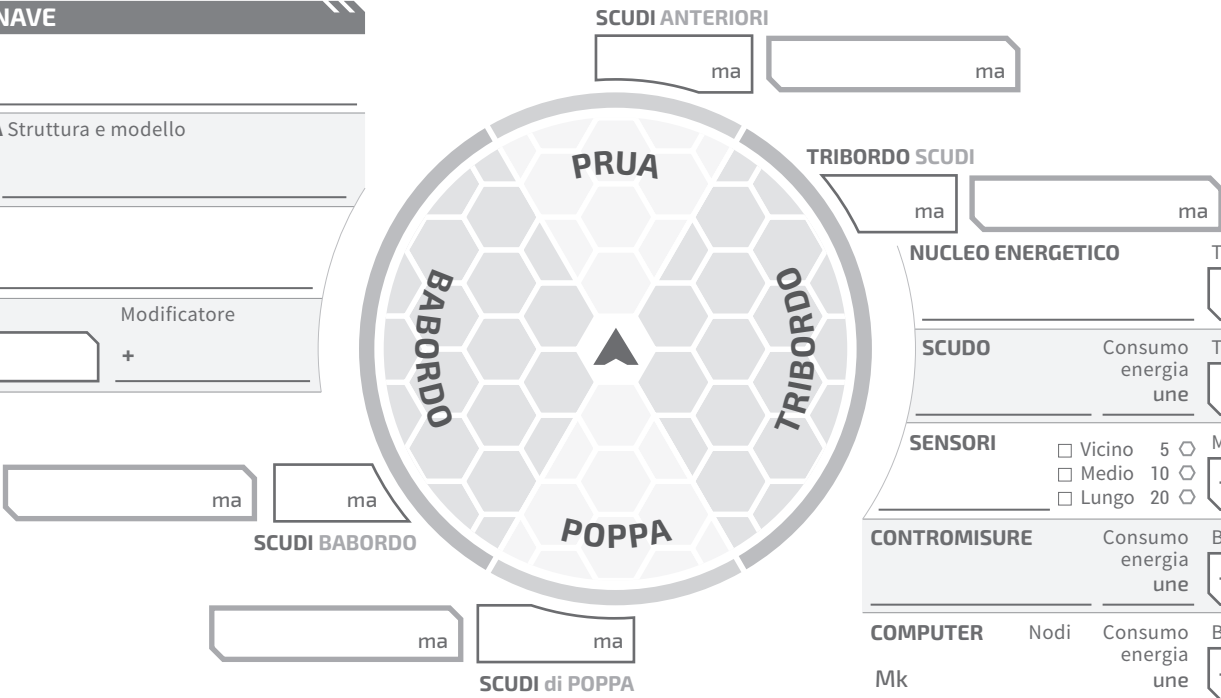 NAVE
Struttura e modello
Modificatore
+
SCUDI ANTERIORI
ma
ma
TRIBORDO SCUDI
ma
ma
PRUA
BABORDO
TRIBORDO
POPPA
ma
ma
SCUDI BABORDO
ma
ma
SCUDI di POPPA
NUCLEO ENERGETICO
SCUDO
Consumo
energia
une
SENSORI
Vicino 5
Medio 10
Lungo 20
CONTROMISURE
Consumo
energia
une
COMPUTER Nodi Consumo
energia
Mk une